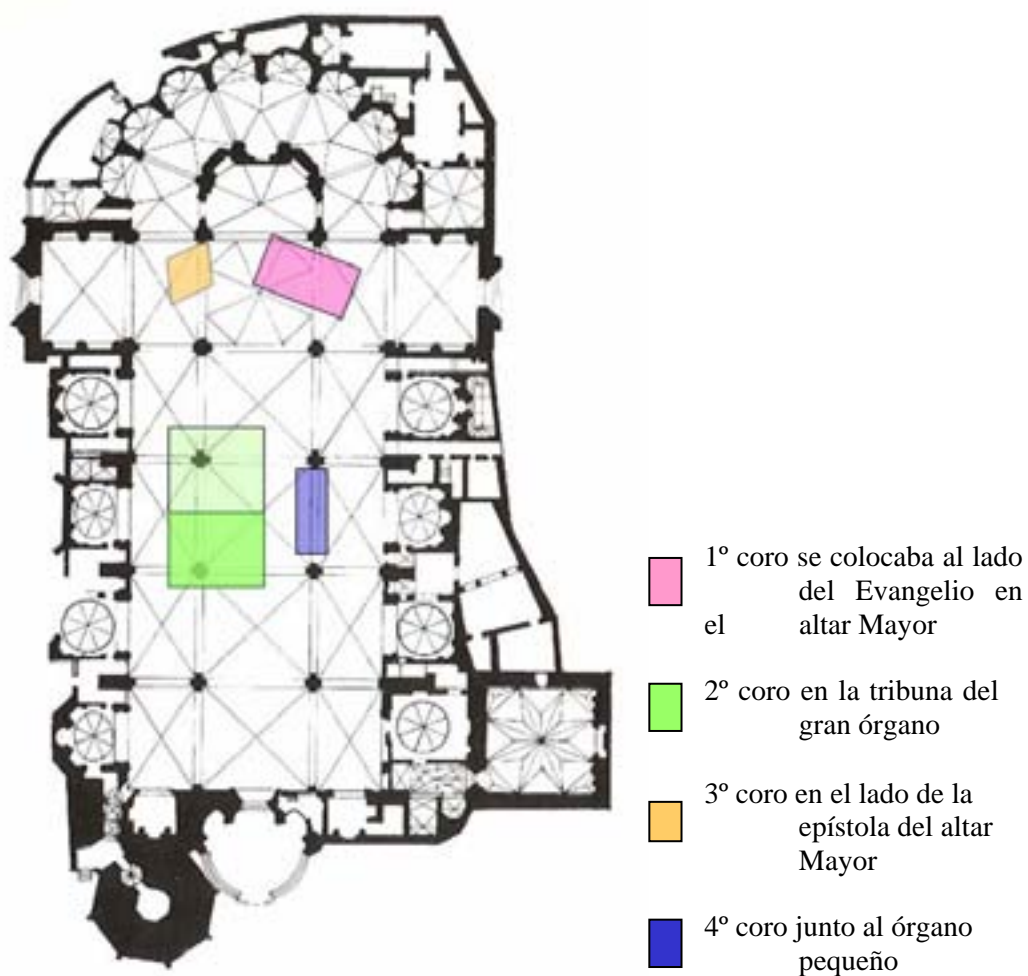 1º coro se colocaba al lado
del Evangelio en
el altar Mayor
2º coro en la tribuna del
gran órgano
3º coro en el lado de la
epístola del altar
Mayor
4º coro junto al órgano
pequeño